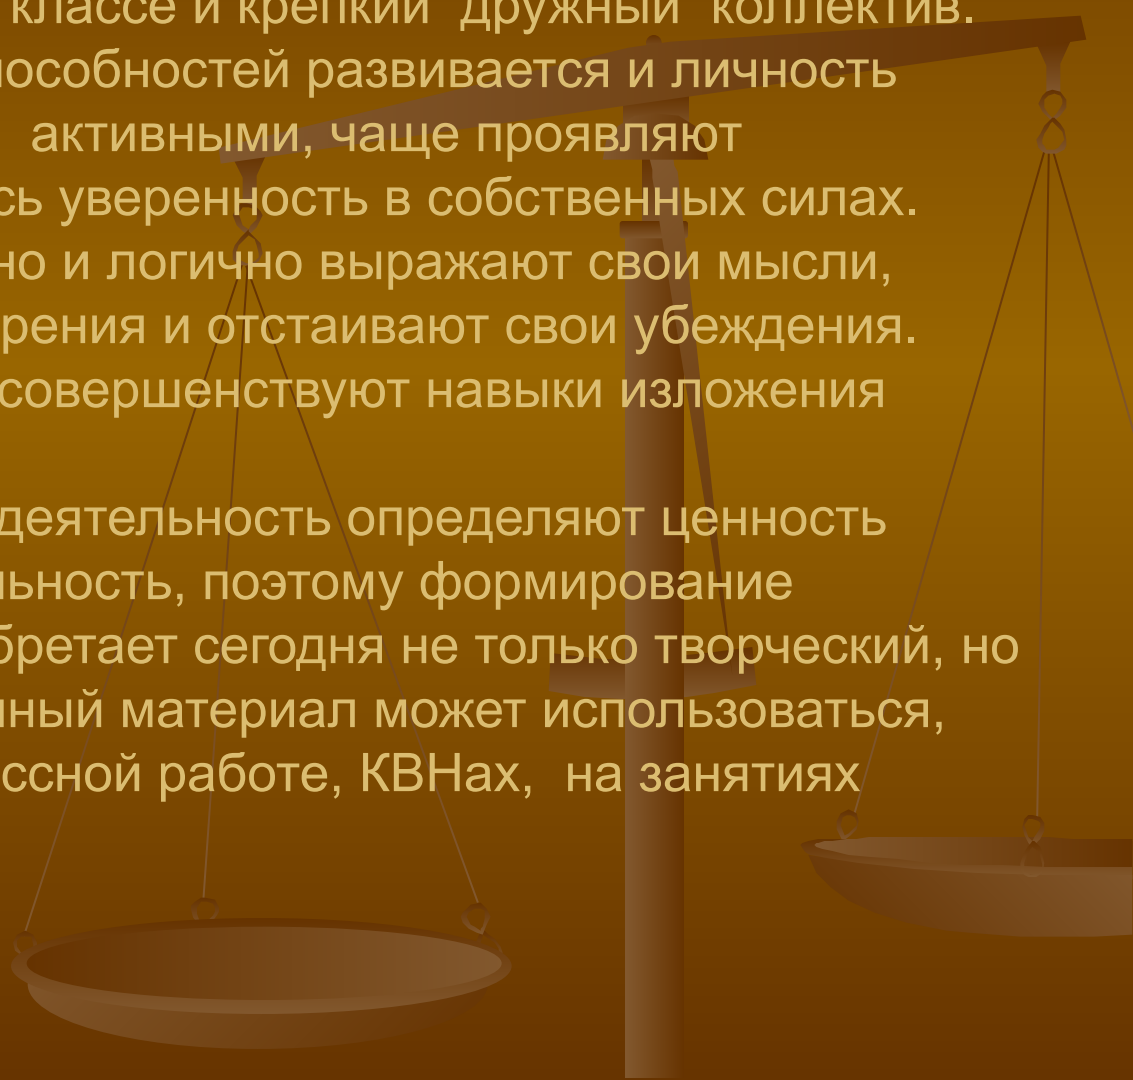 классе и крепкий дружный коллектив.
пособностей развивается и личность
активными, чаще проявляют
сь уверенность в собственных силах.
но и логично выражают свои мысли,
рения и отстаивают свои убеждения.
совершенствуют навыки изложения
деятельность определяют ценность
льность, поэтому формирование
бретает сегодня не только творческий, но
нный материал может использоваться,
ссной работе, КВНах, на занятиях